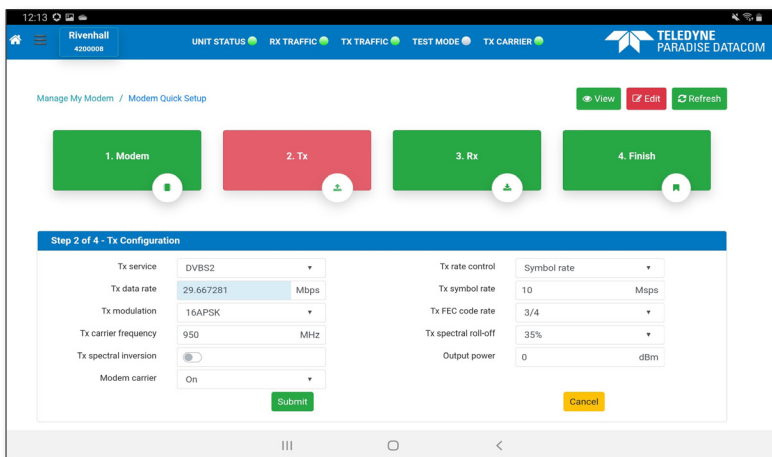 12:13
Rivenhall
4200008
UNIT STATUS RX TRAFFIC TX TRAFFIC TEST MODE TX CARRIER
TELEDYNE
PARADISE DATACOM
Manage My Modem / Modem Quick Setup
View Edit Refresh
1. Modem 2. Tx 3. Rx 4. Finish
Step 2 of 4 - Tx Configuration
Tx service DVBS2 Tx rate control Symbol rate
Tx data rate 29.667281 Mbps Tx symbol rate 10 Msps
Tx modulation 16APSK Tx FEC code rate 3/4
Tx carrier frequency 950 MHz Tx spectral roll-off 35%
Tx spectral inversion Output power 0 dBm
Modem carrier On
Submit Cancel